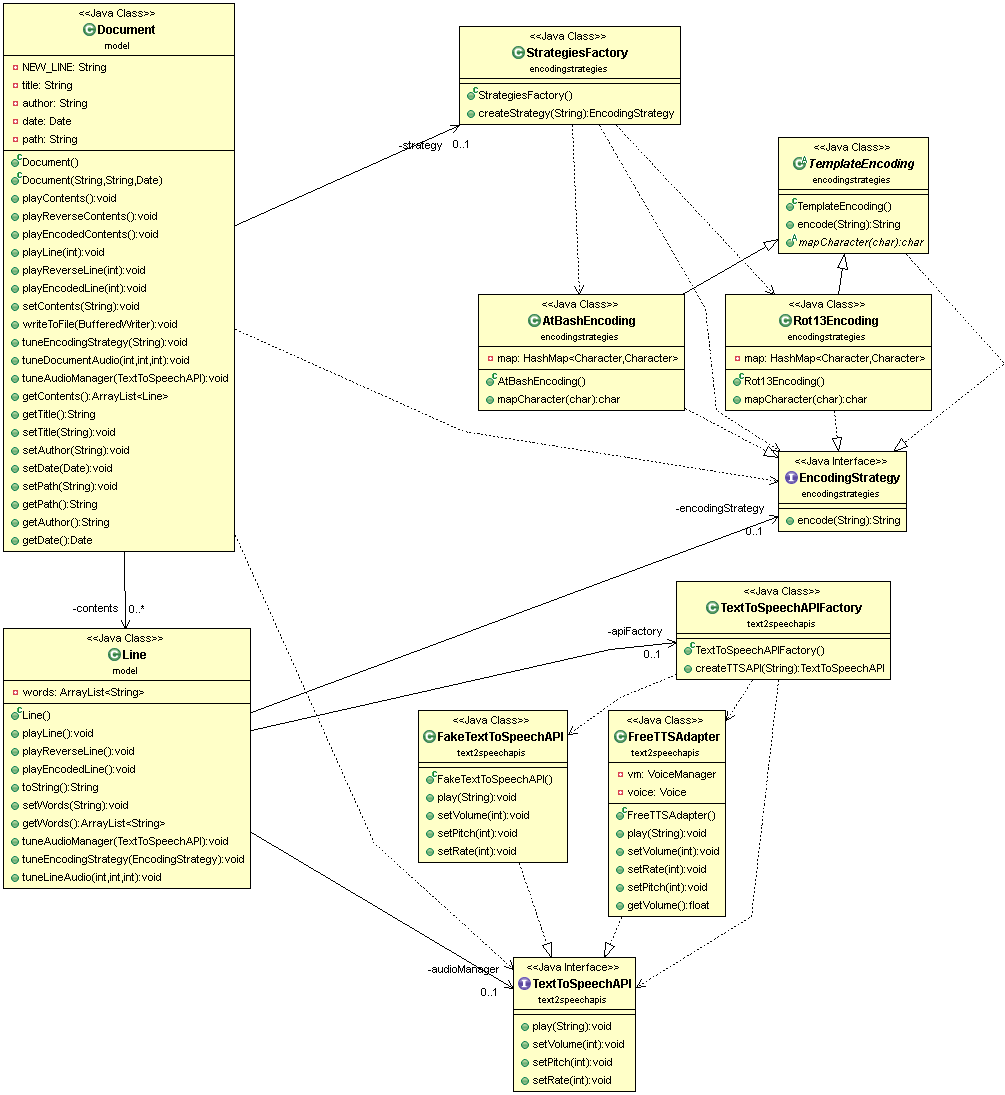 <<Java Class>>
Document
model
NEW_LINE: String
title: String
author: String
date: Date
path: String
Document()
Document(String,String,Date)
playContents():void
playReverseContents():void
playEncodedContents():void
playLine(int):void
playReverseLine(int):void
playEncodedLine(int):void
setContents(String):void
writeToFile(BufferedWriter):void
tuneEncodingStrategy(String):void
tuneDocumentAudio(int,int,int):void
tuneAudioManager(TextToSpeechAPI):void
getContents():ArrayList<Line>
getTitle():String
setTitle(String):void
setAuthor(String):void
setDate(Date):void
setPath(String):void
getPath():String
getAuthor():String
getDate():Date
-strategy
0..1
<<Java Class>>
StrategiesFactory
encodingstrategies
StrategiesFactory()
createStrategy(String):EncodingStrategy
<<Java Class>>
TemplateEncoding
encodingstrategies
TemplateEncoding()
encode(String):String
mapCharacter(char):char
<<Java Class>>
AtBashEncoding
encodingstrategies
map: HashMap<Character,Character>
AtBashEncoding()
mapCharacter(char):char
<<Java Class>>
Rot13Encoding
encodingstrategies
map: HashMap<Character,Character>
Rot13Encoding()
mapCharacter(char):char
<<Java Interface>>
EncodingStrategy
encodingstrategies
encode(String):String
-encodingStrategy
0..1
-contents
0..*
<<Java Class>>
Line
model
words: ArrayList<String>
Line()
playLine():void
playReverseLine():void
playEncodedLine():void
toString():String
setWords(String):void
getWords():ArrayList<String>
tuneAudioManager(TextToSpeechAPI):void
tuneEncodingStrategy(EncodingStrategy):void
tuneLineAudio(int,int,int):void
-apiFactory
0..1
<<Java Class>>
TextToSpeechAPIFactory
text2speechapis
TextToSpeechAPIFactory()
createTTSAPI(String):TextToSpeechAPI
<<Java Class>>
FakeTextToSpeechAPI
text2speechapis
FakeTextToSpeechAPI()
play(String):void
setVolume(int):void
setPitch(int):void
setRate(int):void
<<Java Class>>
FreeTTSAdapter
text2speechapis
vm: VoiceManager
voice: Voice
FreeTTSAdapter()
play(String):void
setVolume(int):void
setRate(int):void
setPitch(int):void
getVolume():float
-audioManager
0..1
<<Java Interface>>
TextToSpeechAPI
text2speechapis
play(String):void
setVolume(int):void
setPitch(int):void
setRate(int):void